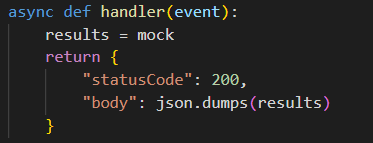 async def handler(event):
    results = mock
    return {
        "statusCode": 200,
        "body": json.dumps(results)
    }